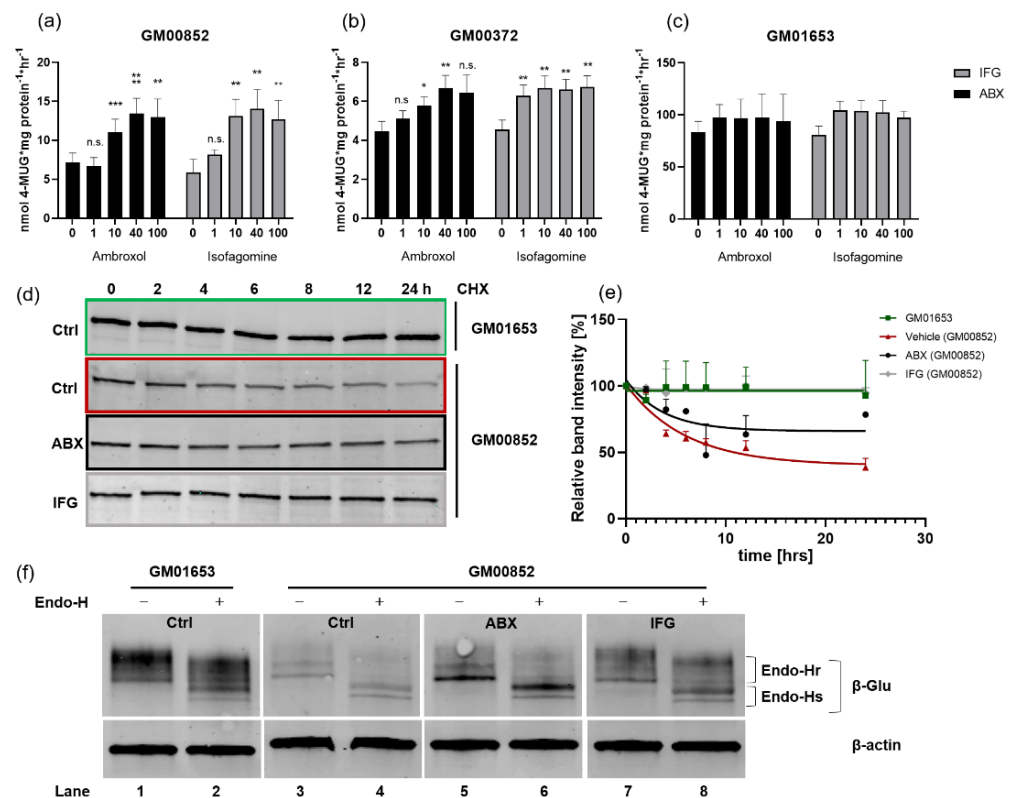 (a)
GM00852
nmol 4-MUG*mg protein⁻¹*hr⁻¹
20
15
10
5
0
n.s.
***
**
**
**
n.s.
**
**
**
0 1 10 40 100 0 1 10 40 100
Ambroxol Isofagomine
(b)
GM00372
nmol 4-MUG*mg protein⁻¹*hr⁻¹
8
6
4
2
0
n.s
*
**
n.s.
**
**
**
**
0 1 10 40 100 0 1 10 40 100
Ambroxol Isofagomine
(c)
GM01653
nmol 4-MUG*mg protein⁻¹*hr⁻¹
150
100
50
0
0 1 10 40 100 0 1 10 40 100
Ambroxol Isofagomine
IFG
ABX
(d)
0 2 4 6 8 12 24 h CHX
Ctrl GM01653
Ctrl
ABX GM00852
IFG
(e)
Relative band intensity [%]
150
100
50
0
0 10 20 30
time [hrs]
GM01653
Vehicle (GM00852)
ABX (GM00852)
IFG (GM00852)
(f)
GM01653 GM00852
Endo-H − + − + − + − +
Ctrl Ctrl ABX IFG
Endo-Hr
β-Glu
Endo-Hs
β-actin
Lane 1 2 3 4 5 6 7 8